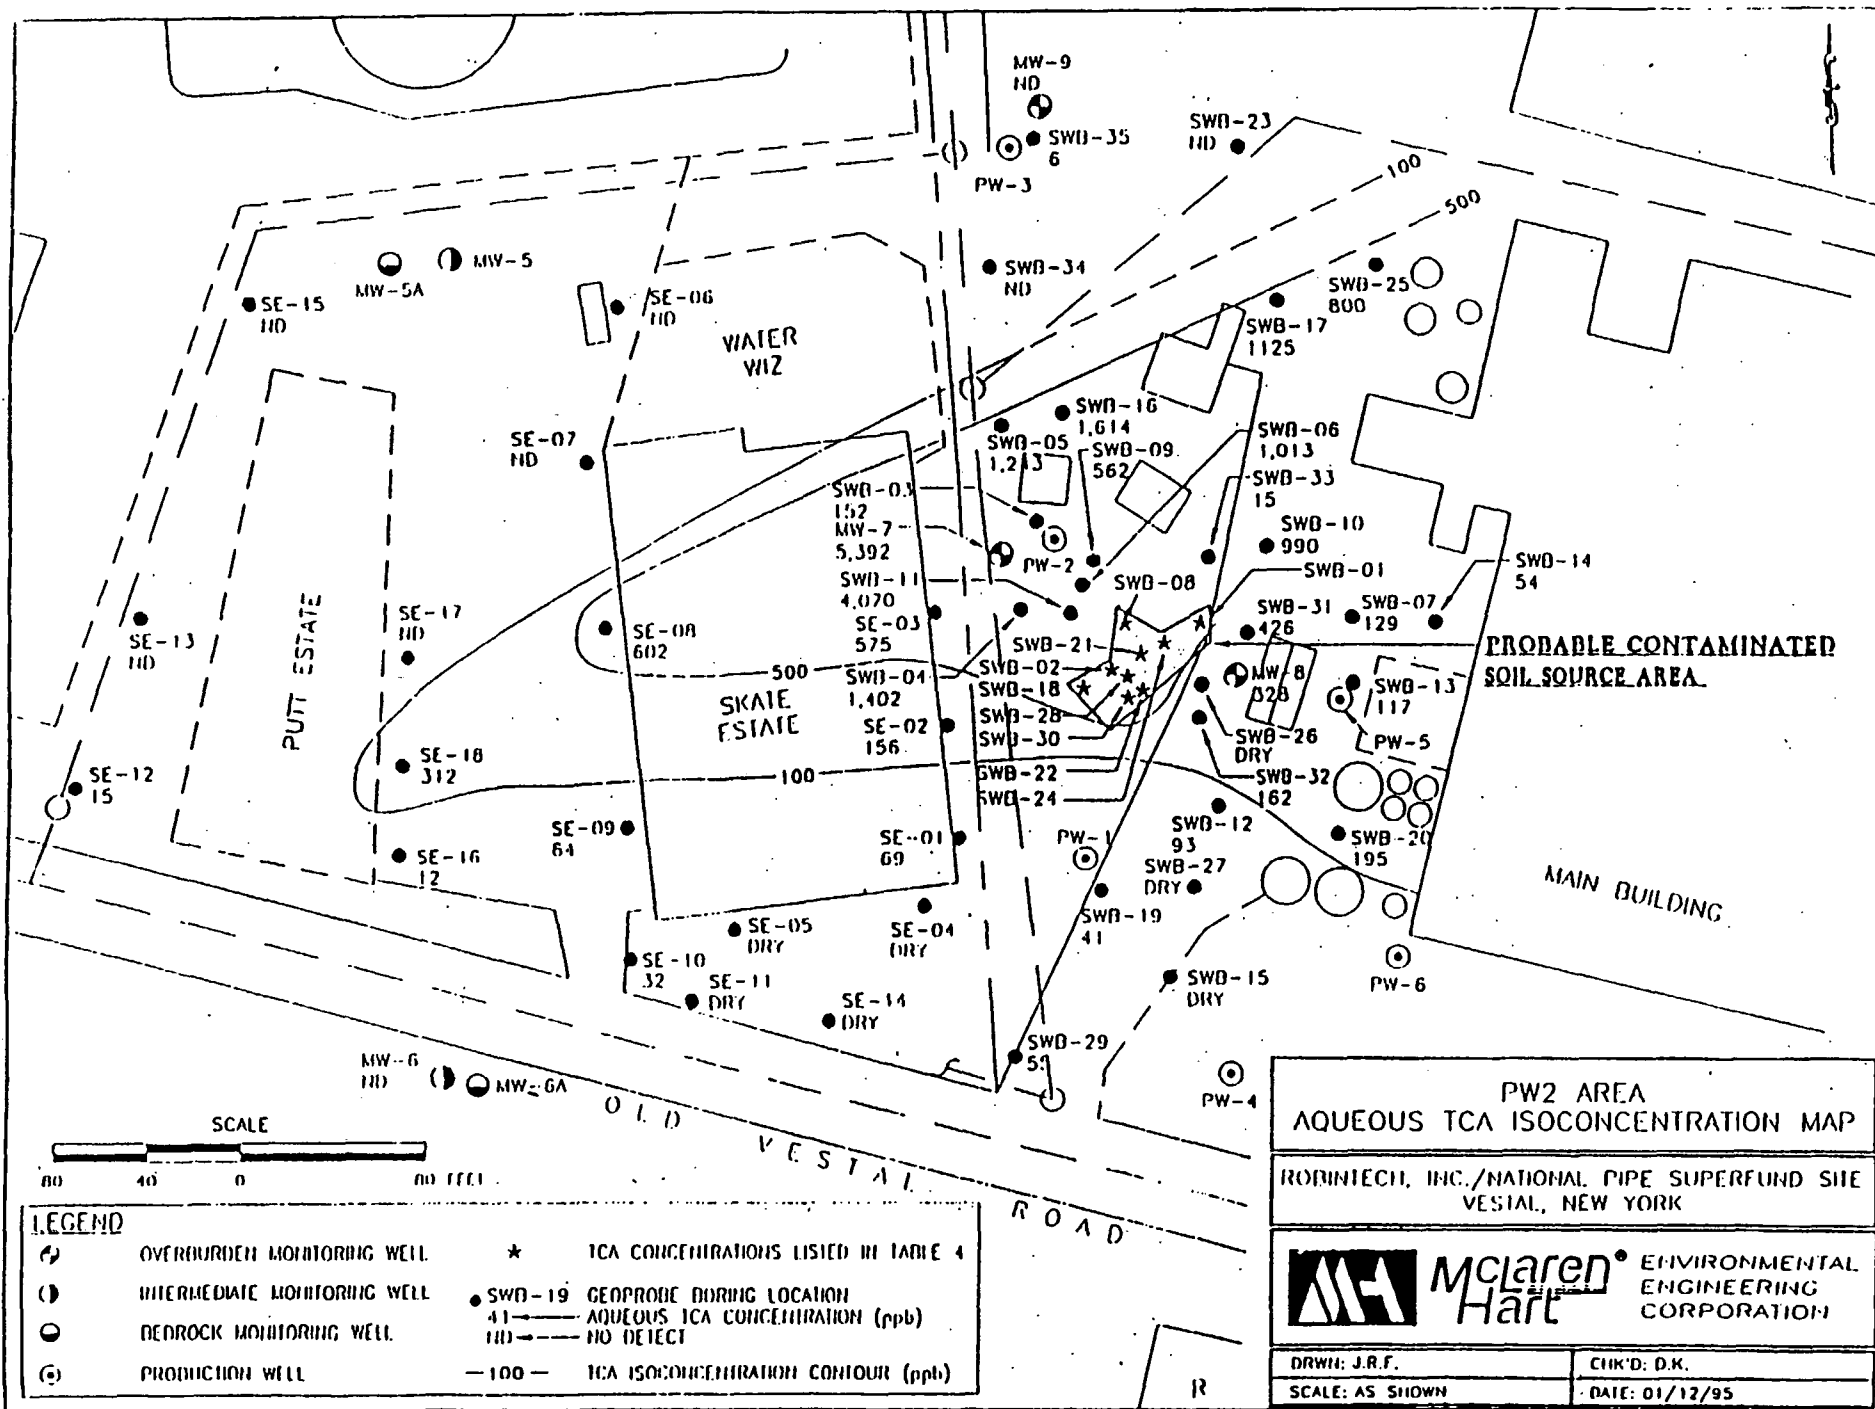 MW-9
ND
SWB-35
6
PW-3
SWB-23
ND
100
500
MW-5
MW-5A
SE-15
ND
SE-06
ND
WATER
WIZ
SWB-34
ND
SWB-25
800
SWB-17
1125
SE-07
ND
SWB-16
1,614
SWB-05
SWB-09
562
SWB-06
1,013
SWB-03
152
SWB-33
15
MW-7
5,392
PW-2
SWB-10
990
SWB-11
4,070
SWB-08
SWB-01
SWB-14
54
SE-13
ND
PUTT ESTATE
SE-17
ND
SE-08
602
SE-03
575
SWB-31
426
SWB-07
129
PROBABLE CONTAMINATED
SOIL SOURCE AREA
SWB-21
SWB-02
SWB-04
1,402
SWB-18
500
SKATE
ESTATE
MW-8
328
SWB-13
117
SE-02
156
SWB-28
SWB-30
SWB-26
DRY
PW-5
SE-12
15
SE-18
312
100
SWB-22
SWB-24
SWB-32
162
SE-09
64
SE-01
69
PW-1
SWB-12
93
SWB-20
195
SE-16
12
SWB-27
DRY
MAIN BUILDING
SWB-19
41
SE-05
DRY
SE-04
DRY
SE-10
32
SE-11
DRY
SE-14
DRY
SWB-15
DRY
PW-6
SWB-29
MW-6
ND
MW-6A
PW-4
OLD VESTAL ROAD
SCALE
80 40 0 80 FEET
LEGEND
OVERBURDEN MONITORING WELL
INTERMEDIATE MONITORING WELL
BEDROCK MONITORING WELL
PRODUCTION WELL
★ TCA CONCENTRATIONS LISTED IN TABLE 4
SWB-19 GEOPROBE BORING LOCATION
41 AQUEOUS TCA CONCENTRATION (ppb)
ND NO DETECT
—100— TCA ISOCONCENTRATION CONTOUR (ppb)
R
PW2 AREA
AQUEOUS TCA ISOCONCENTRATION MAP
ROBINTECH, INC./NATIONAL PIPE SUPERFUND SITE
VESTAL, NEW YORK
McLaren
Hart
ENVIRONMENTAL
ENGINEERING
CORPORATION
DRWN: J.R.F.
CHK'D: D.K.
SCALE: AS SHOWN
DATE: 01/12/95